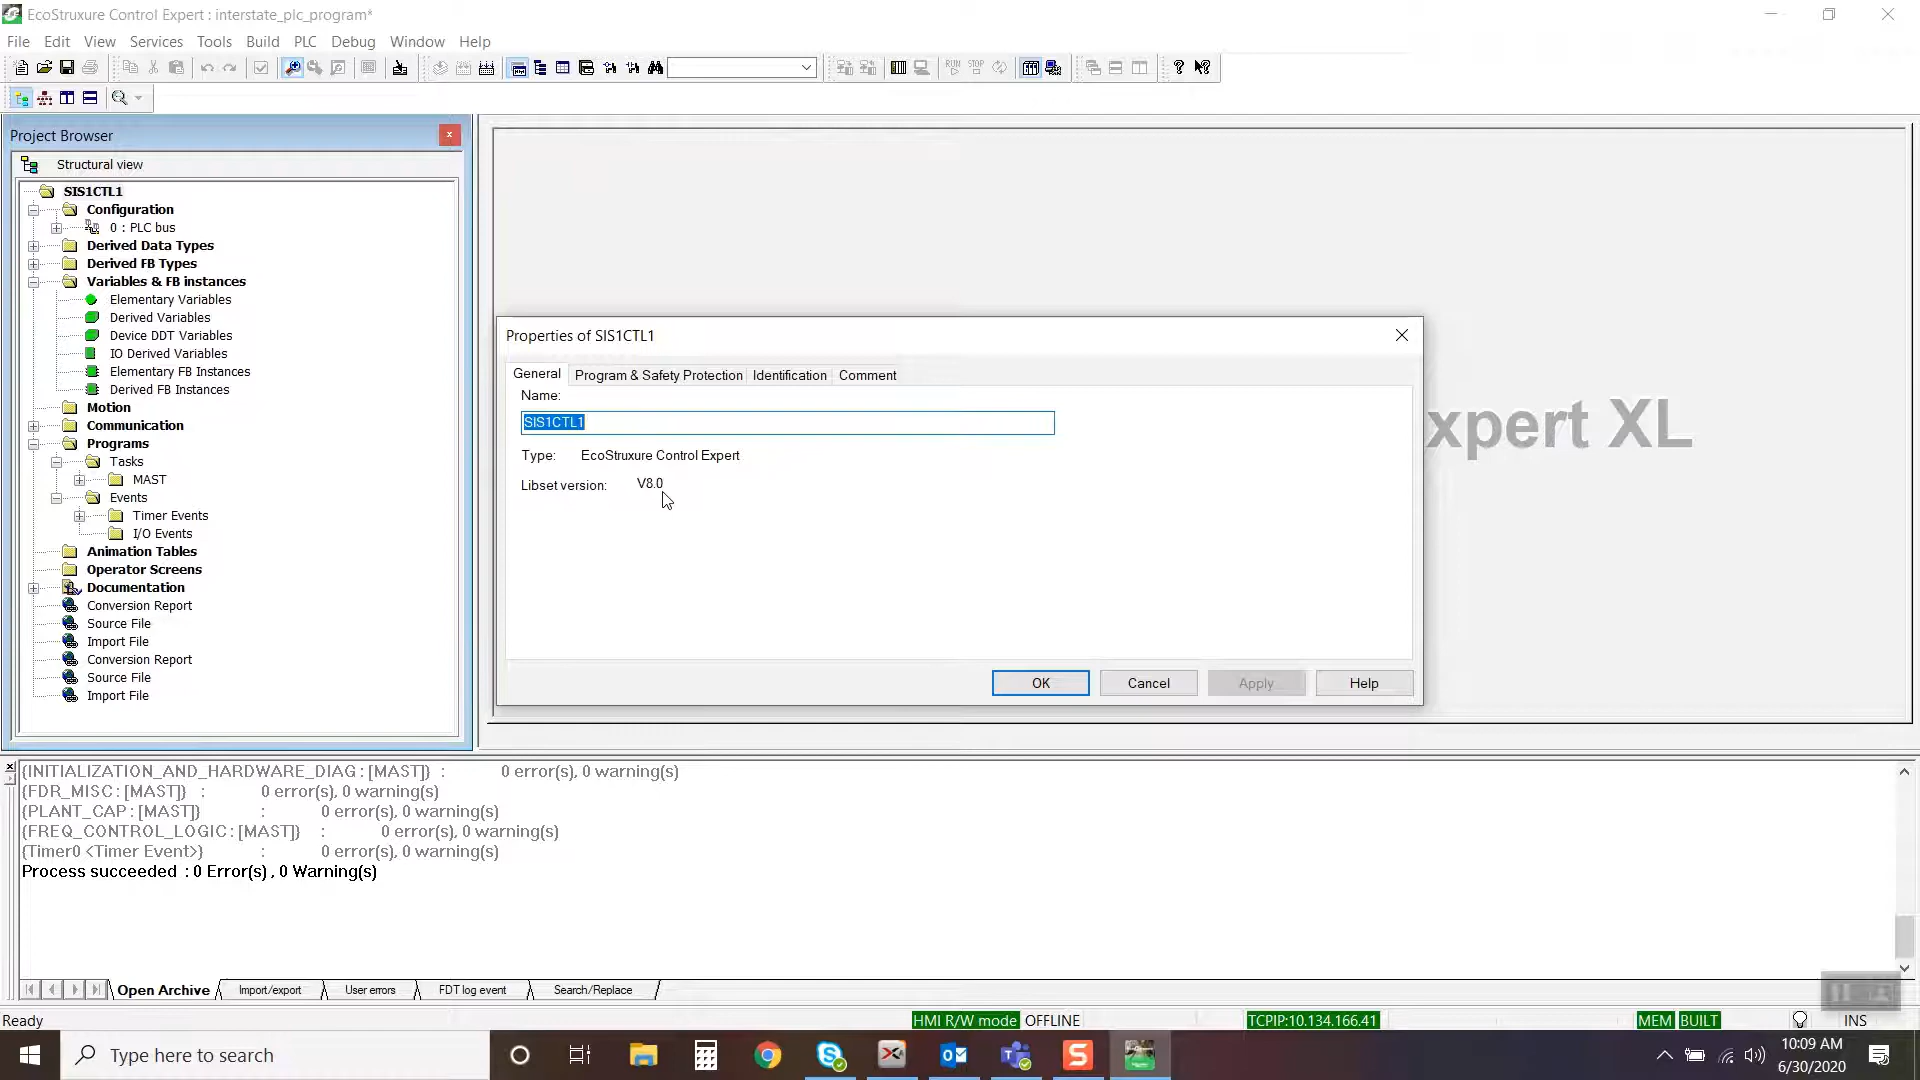 EcoStruxure Control Expert : interstate_plc_program*
File Edit View Services Tools Build PLC Debug Window Help
RUN STOP
Project Browser
Structural view
SIS1CTL1
Configuration
0 : PLC bus
Derived Data Types
Derived FB Types
Variables & FB instances
Elementary Variables
Derived Variables
Device DDT Variables
IO Derived Variables
Elementary FB Instances
Derived FB Instances
Motion
Communication
Programs
Tasks
MAST
Events
Timer Events
I/O Events
Animation Tables
Operator Screens
Documentation
Conversion Report
Source File
Import File
Conversion Report
Source File
Import File
Properties of SIS1CTL1
General Program & Safety Protection Identification Comment
Name:
SIS1CTL1
Type: EcoStruxure Control Expert
Libset version: V8.0
OK Cancel Apply Help
xpert XL
{INITIALIZATION_AND_HARDWARE_DIAG : [MAST]} : 0 error(s), 0 warning(s)
{FDR_MISC : [MAST]} : 0 error(s), 0 warning(s)
{PLANT_CAP : [MAST]} : 0 error(s), 0 warning(s)
{FREQ_CONTROL_LOGIC : [MAST]} : 0 error(s), 0 warning(s)
{Timer0 <Timer Event>} : 0 error(s), 0 warning(s)
Process succeeded : 0 Error(s) , 0 Warning(s)
Open Archive Import/export User errors FDT log event Search/Replace
Ready HMI R/W mode OFFLINE TCPIP:10.134.166.41 MEM BUILT INS
Type here to search
10:09 AM
6/30/2020